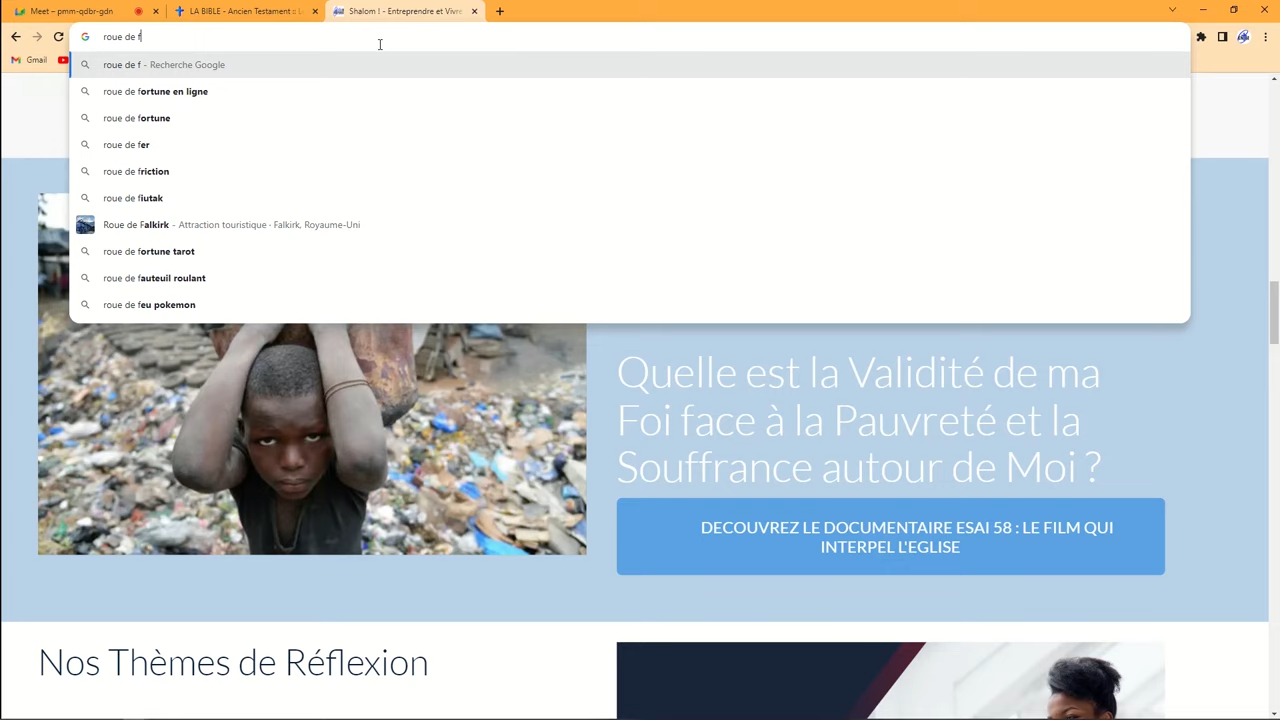 Meet – pmm-qdbr-gdh
LA BIBLE - Ancien Testament :: L
Shalom ! - Entreprendre et Vivre
roue de f
Gmail
roue de f - Recherche Google
roue de fortune en ligne
roue de fortune
roue de fer
roue de friction
roue de fiutak
Roue de Falkirk - Attraction touristique · Falkirk, Royaume-Uni
roue de fortune tarot
roue de fauteuil roulant
roue de feu pokemon
Quelle est la Validité de ma
Foi face à la Pauvreté et la
Souffrance autour de Moi ?
DECOUVREZ LE DOCUMENTAIRE ESAI 58 : LE FILM QUI
INTERPEL L'EGLISE
Nos Thèmes de Réflexion